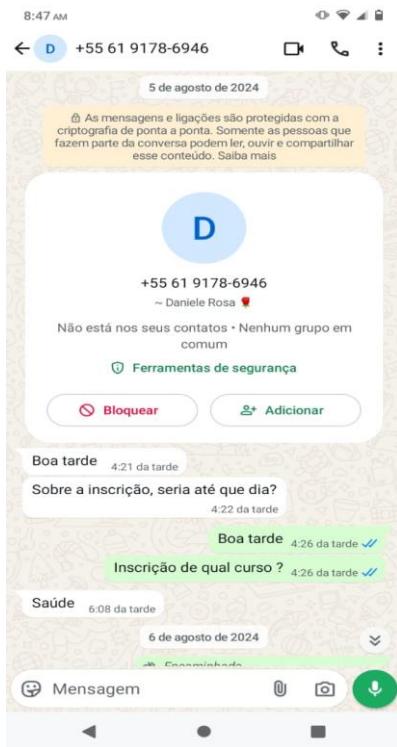 8:47 AM
D +55 61 9178-6946
5 de agosto de 2024
As mensagens e ligações são protegidas com a
criptografia de ponta a ponta. Somente as pessoas que
fazem parte da conversa podem ler, ouvir e compartilhar
esse conteúdo. Saiba mais
D
+55 61 9178-6946
~ Daniele Rosa 🌹
Não está nos seus contatos • Nenhum grupo em
comum
Ferramentas de segurança
Bloquear Adicionar
Boa tarde 4:21 da tarde
Sobre a inscrição, seria até que dia?
4:22 da tarde
Boa tarde 4:26 da tarde
Inscrição de qual curso ? 4:26 da tarde
Saúde 6:08 da tarde
6 de agosto de 2024
Encaminhada
Mensagem